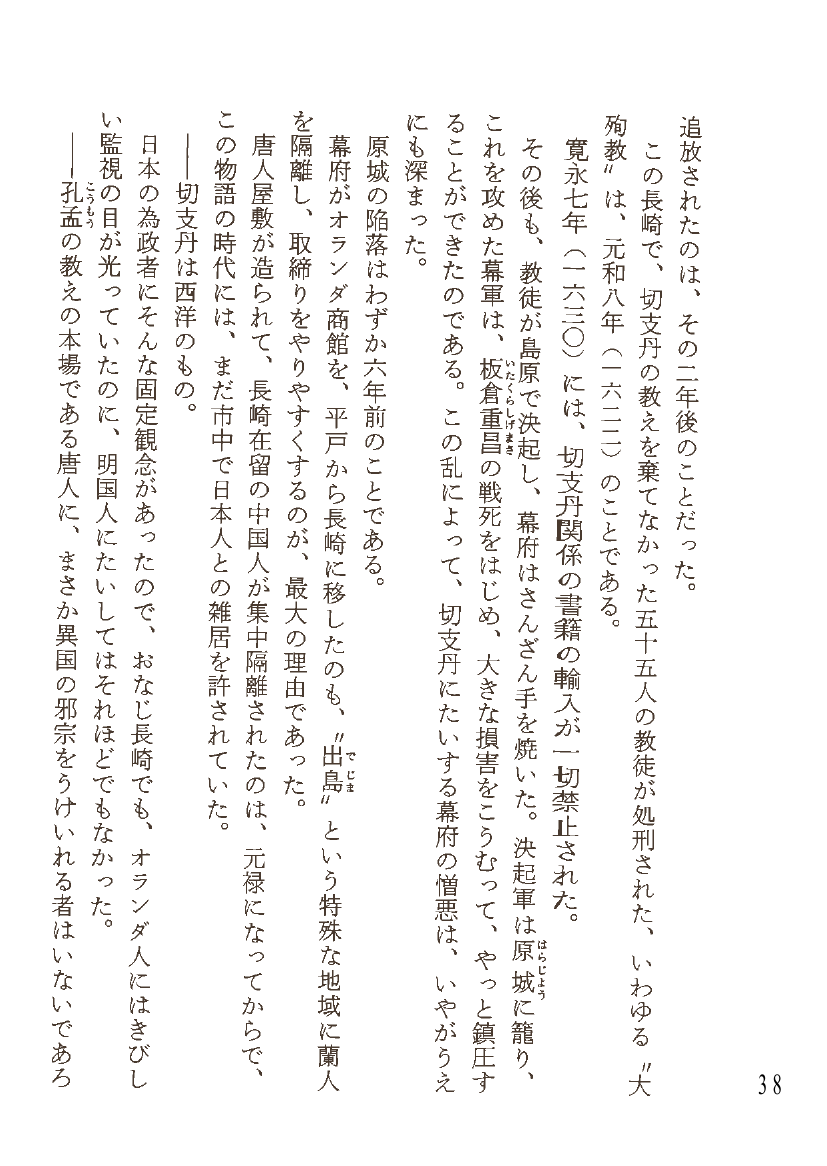 追放されたのは、その二年後のことだった。
この長崎で、切支丹の教えを棄てなかった五十五人の教徒が処刑された、いわゆる〝大
殉教〟は、元和八年（一六二二）のことである。
寛永七年（一六三〇）には、切支丹関係の書籍の輸入が一切禁止された。
その後も、教徒が島原で決起し、幕府はさんざん手を焼いた。決起軍は原城に籠り、
はらじょう
これを攻めた幕軍は、板倉重昌の戦死をはじめ、大きな損害をこうむって、やっと鎮圧す
いたくらしげまさ
ることができたのである。この乱によって、切支丹にたいする幕府の憎悪は、いやがうえ
にも深まった。
原城の陥落はわずか六年前のことである。
幕府がオランダ商館を、平戸から長崎に移したのも、〝出島〟という特殊な地域に蘭人
でじま
を隔離し、取締りをやりやすくするのが、最大の理由であった。
唐人屋敷が造られて、長崎在留の中国人が集中隔離されたのは、元禄になってからで、
この物語の時代には、まだ市中で日本人との雑居を許されていた。
――切支丹は西洋のもの。
日本の為政者にそんな固定観念があったので、おなじ長崎でも、オランダ人にはきびし
い監視の目が光っていたのに、明国人にたいしてはそれほどでもなかった。
――孔孟の教えの本場である唐人に、まさか異国の邪宗をうけいれる者はいないであろ
こうもう
38